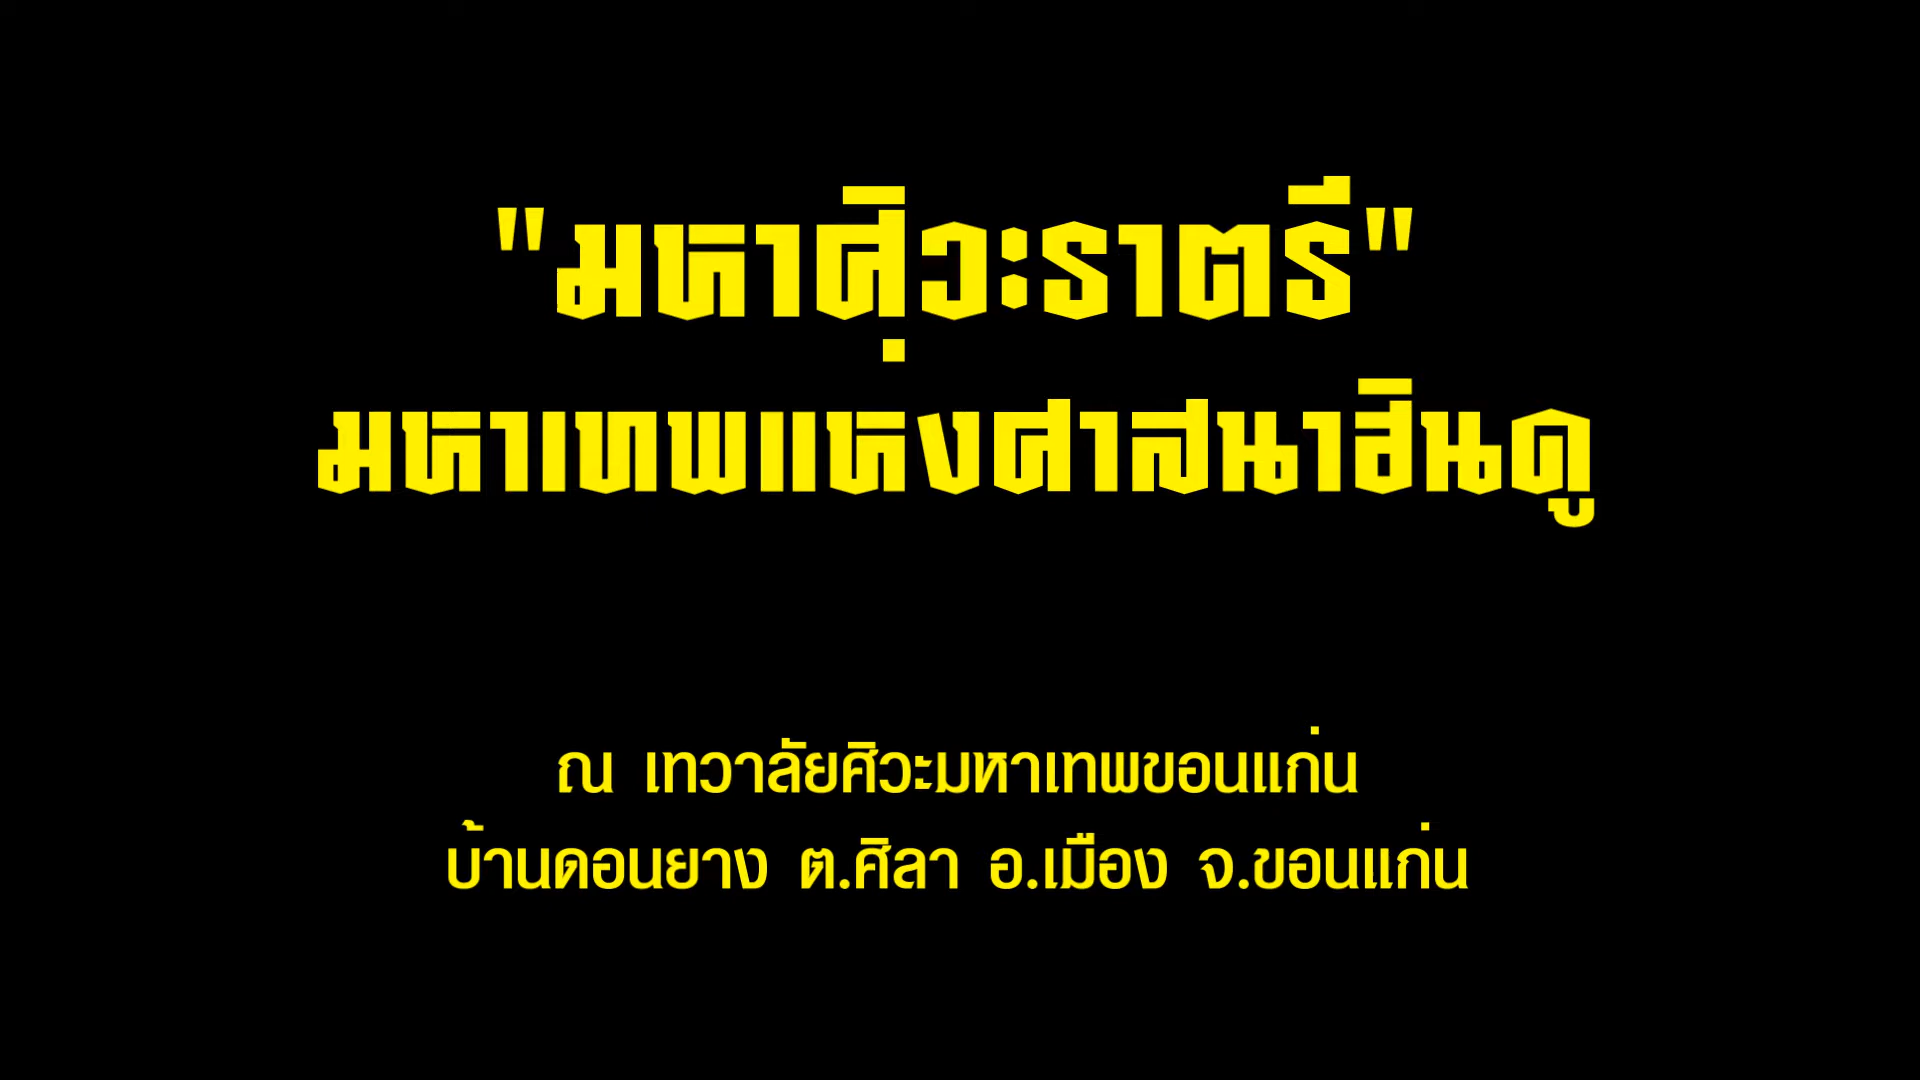 "มหาศิฺวะราตรี"
มหาเทพแหงศาสนาฮินดู
ณ เทวาลัยศิวะมหาเทพขอนแก่น
บ้านดอนยาง ต.ศิลา อ.เมือง จ.ขอนแก่น